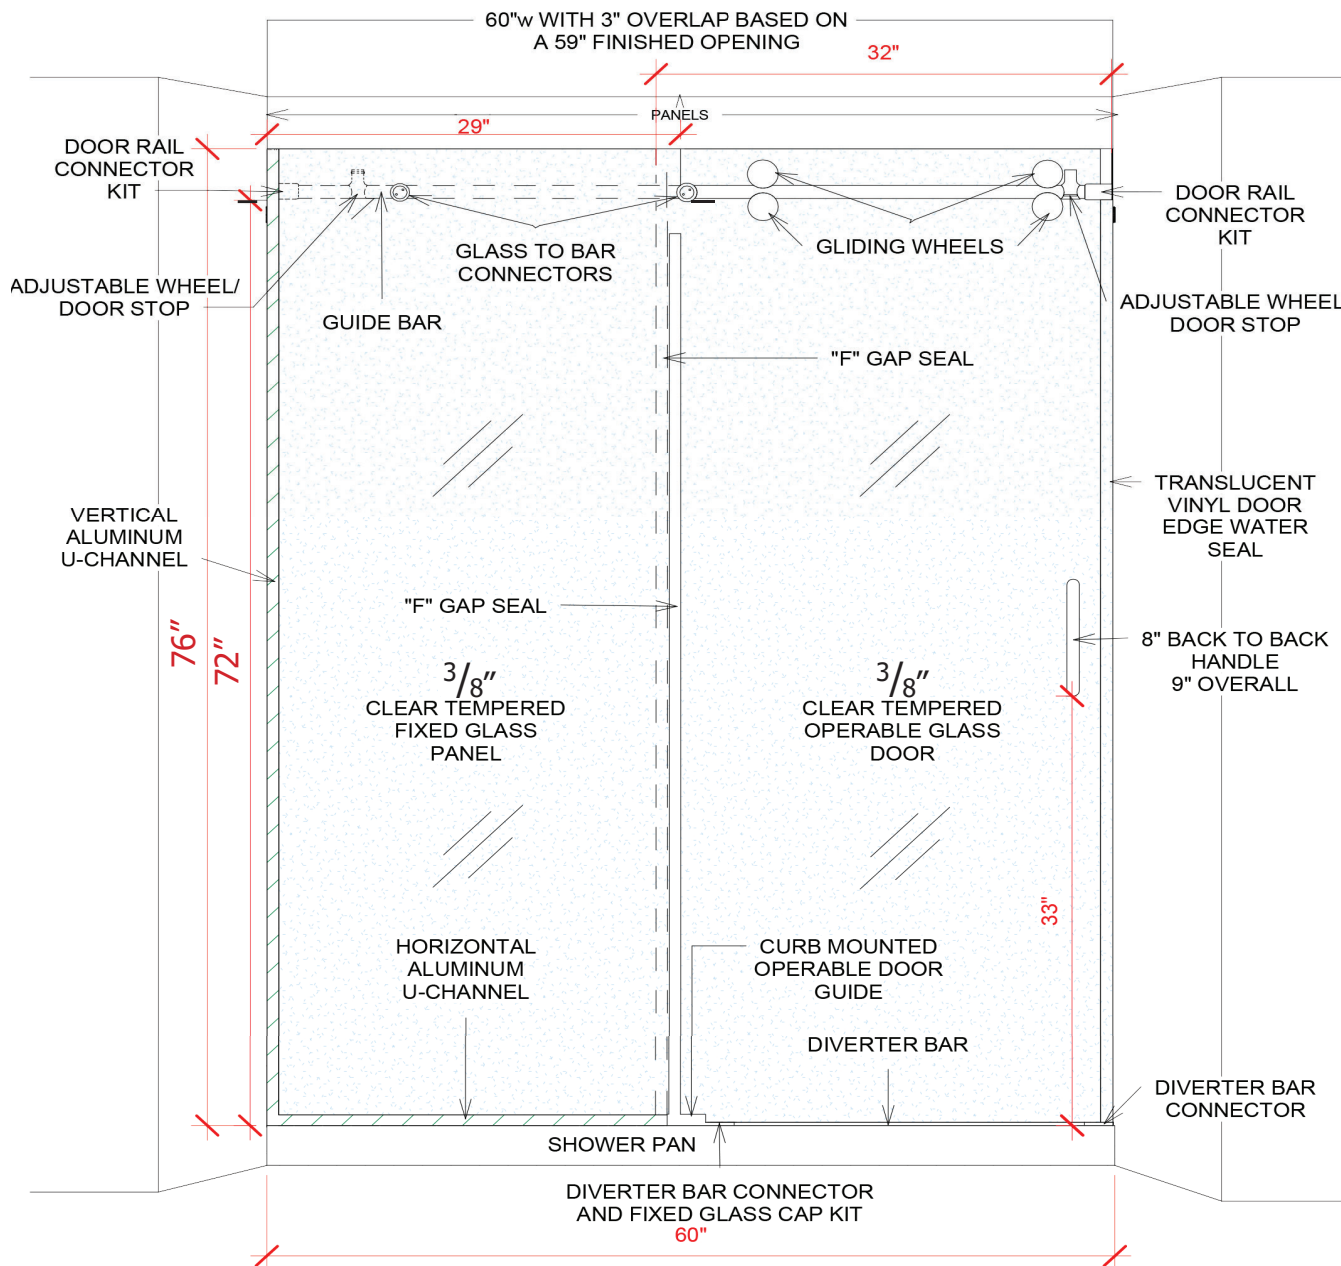 60"w WITH 3" OVERLAP BASED ON
A 59" FINISHED OPENING
32"
PANELS
29"
DOOR RAIL
CONNECTOR
KIT
DOOR RAIL
CONNECTOR
KIT
GLASS TO BAR
CONNECTORS
GLIDING WHEELS
ADJUSTABLE WHEEL/
DOOR STOP
GUIDE BAR
ADJUSTABLE WHEEL
DOOR STOP
"F" GAP SEAL
TRANSLUCENT
VINYL DOOR
EDGE WATER
SEAL
VERTICAL
ALUMINUM
U-CHANNEL
"F" GAP SEAL
76"
72"
8" BACK TO BACK
HANDLE
9" OVERALL
3/8"
CLEAR TEMPERED
FIXED GLASS
PANEL
3/8"
CLEAR TEMPERED
OPERABLE GLASS
DOOR
33"
HORIZONTAL
ALUMINUM
U-CHANNEL
CURB MOUNTED
OPERABLE DOOR
GUIDE
DIVERTER BAR
DIVERTER BAR
CONNECTOR
SHOWER PAN
DIVERTER BAR CONNECTOR
AND FIXED GLASS CAP KIT
60"